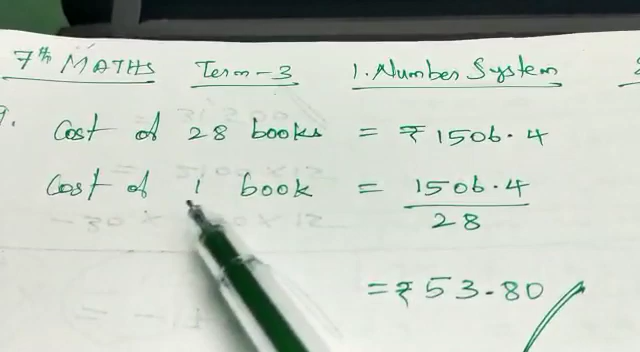 7th MATHS Term-3 1. Number System
9. Cost of 28 books = ₹1506.4
Cost of 1 book = 1506.4
28
= ₹53.80